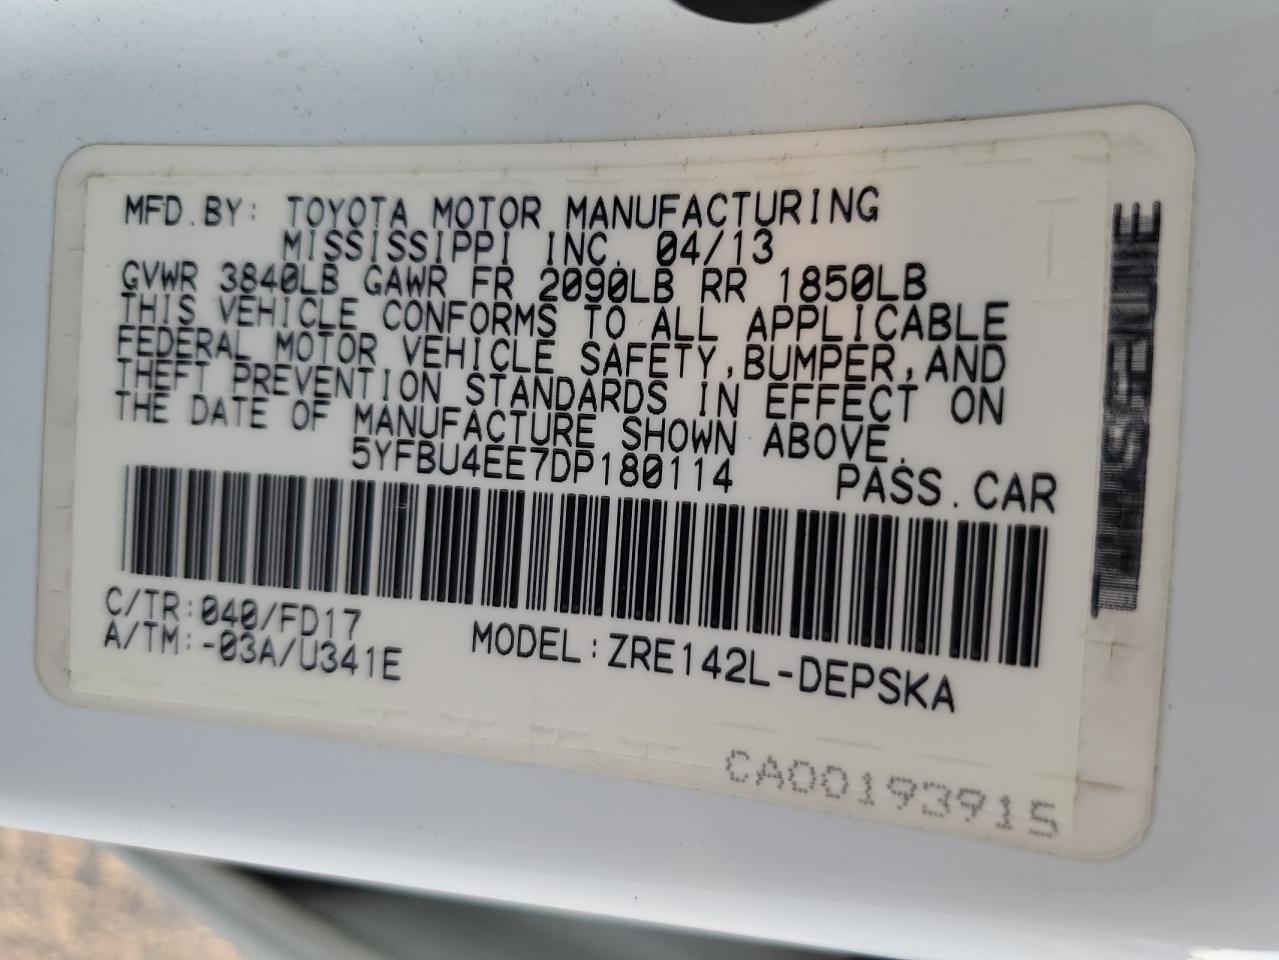 MFD.BY: TOYOTA MOTOR MANUFACTURING
MISSISSIPPI INC. 04/13
GVWR 3840LB GAWR FR 2090LB RR 1850LB
THIS VEHICLE CONFORMS TO ALL APPLICABLE
FEDERAL MOTOR VEHICLE SAFETY,BUMPER,AND
THEFT PREVENTION STANDARDS IN EFFECT ON
THE DATE OF MANUFACTURE SHOWN ABOVE.
5YFBU4EE7DP180114 PASS.CAR
C/TR:040/FD17
A/TM:-03A/U341E
MODEL:ZRE142L-DEPSKA
CA00193915